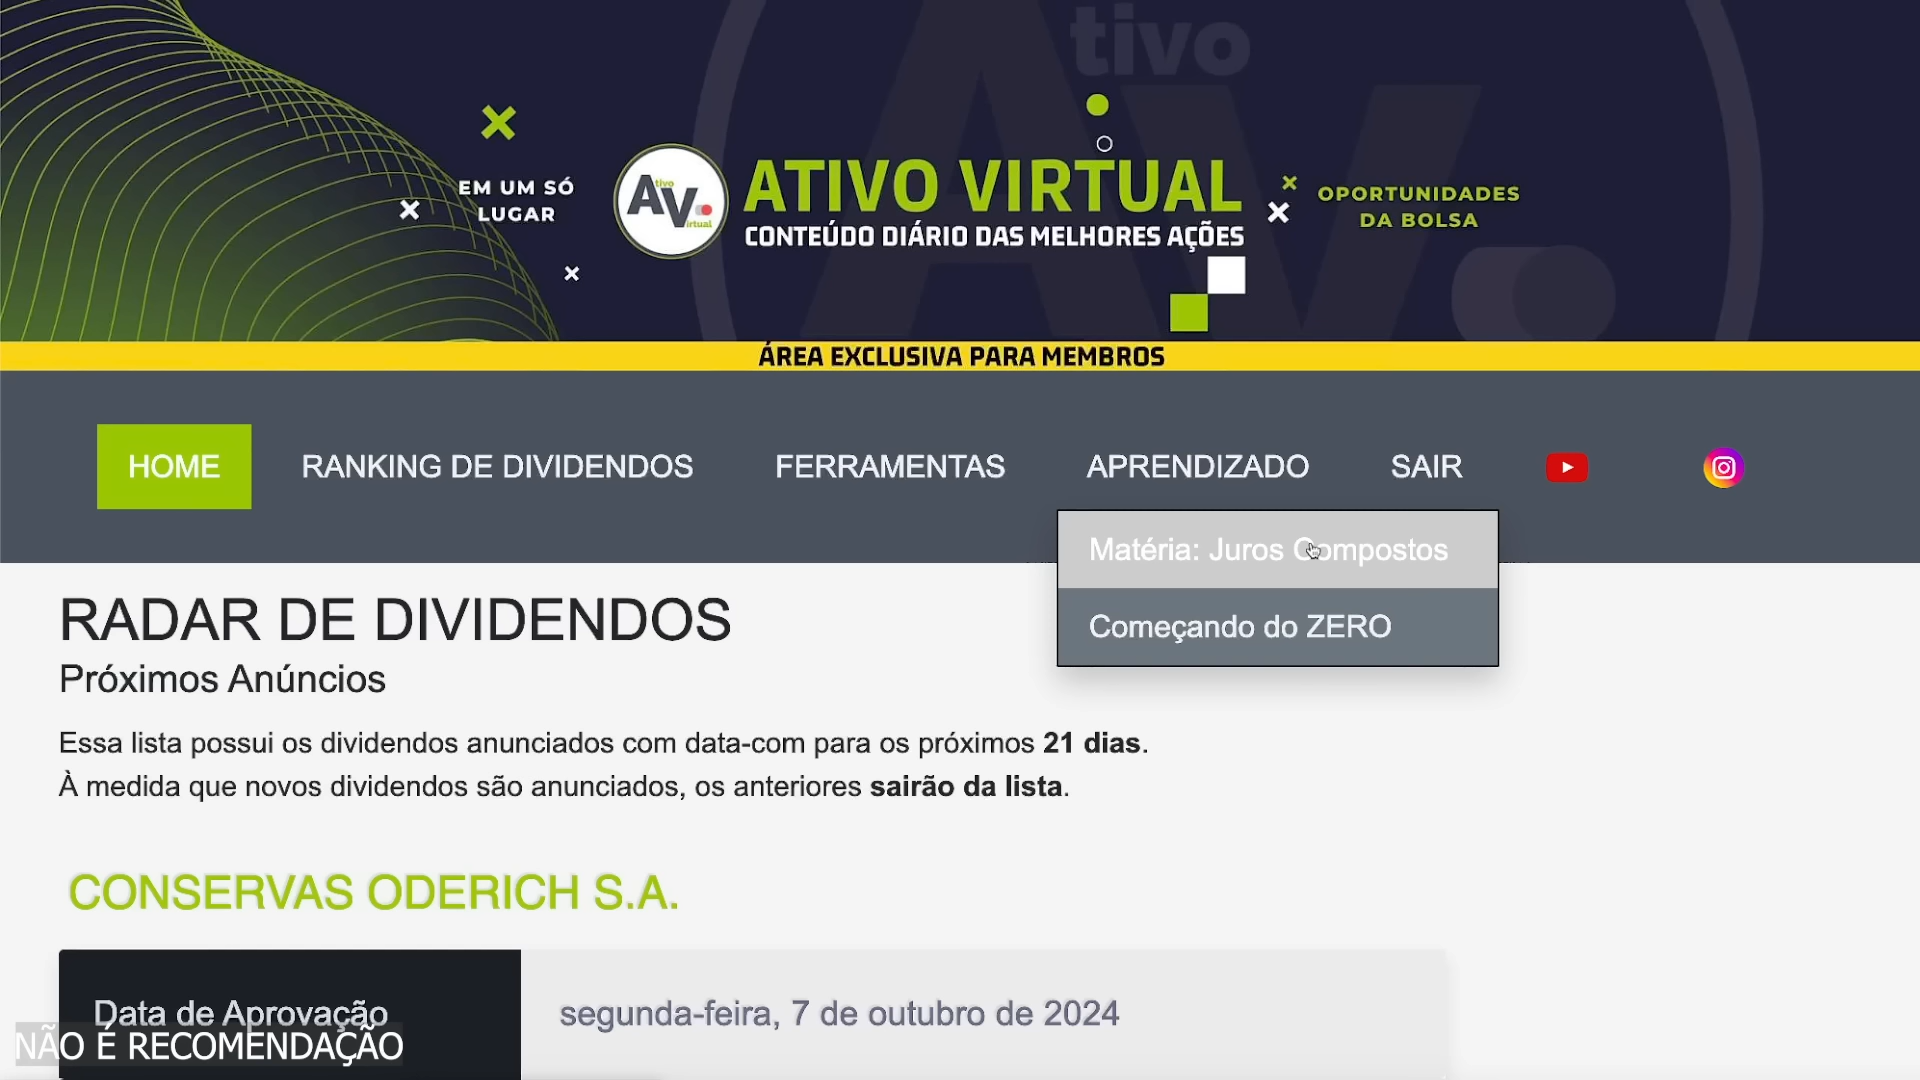 tivo
EM UM SÓ
LUGAR
Ativo
Virtual
ATIVO VIRTUAL
CONTEÚDO DIÁRIO DAS MELHORES AÇÕES
OPORTUNIDADES
DA BOLSA
ÁREA EXCLUSIVA PARA MEMBROS
HOME RANKING DE DIVIDENDOS FERRAMENTAS APRENDIZADO SAIR
Matéria: Juros Compostos
Começando do ZERO
RADAR DE DIVIDENDOS
Próximos Anúncios
Essa lista possui os dividendos anunciados com data-com para os próximos 21 dias.
À medida que novos dividendos são anunciados, os anteriores sairão da lista.
CONSERVAS ODERICH S.A.
Data de Aprovação segunda-feira, 7 de outubro de 2024
NÃO É RECOMENDAÇÃO